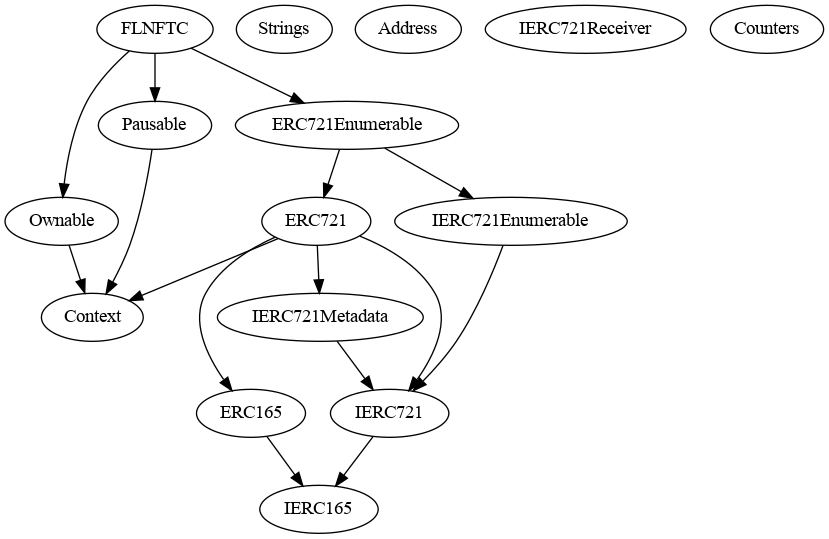 FLNFTC
Strings
Address
IERC721Receiver
Counters
Pausable
ERC721Enumerable
Ownable
ERC721
IERC721Enumerable
Context
IERC721Metadata
ERC165
IERC721
IERC165